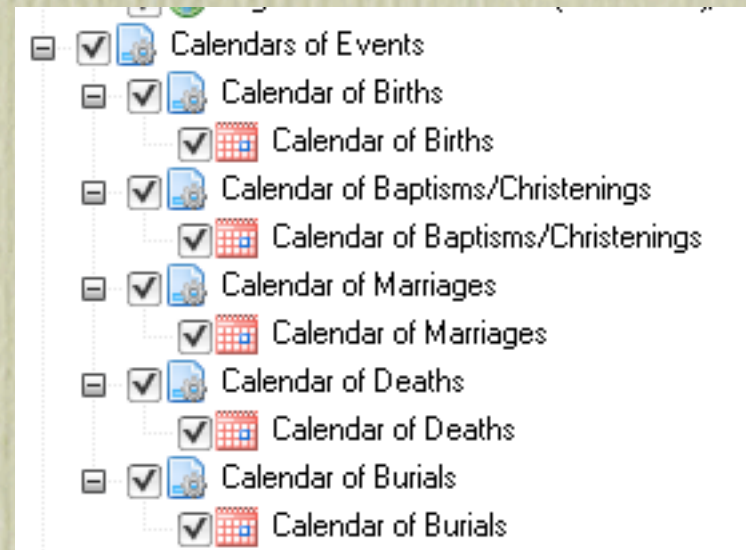 Calendars of Events
Calendar of Births
Calendar of Births
Calendar of Baptisms/Christenings
Calendar of Baptisms/Christenings
Calendar of Marriages
Calendar of Marriages
Calendar of Deaths
Calendar of Deaths
Calendar of Burials
Calendar of Burials